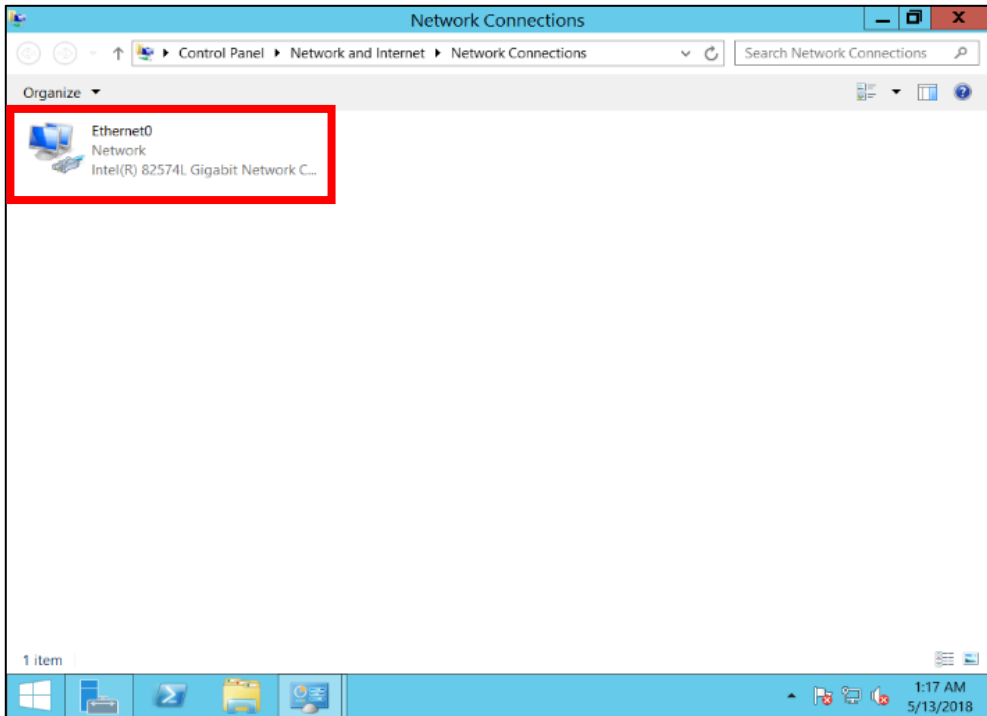 Network Connections
Control Panel Network and Internet Network Connections
Search Network Connections
Organize
Ethernet0
Network
Intel(R) 82574L Gigabit Network C...
1 item
1:17 AM
5/13/2018